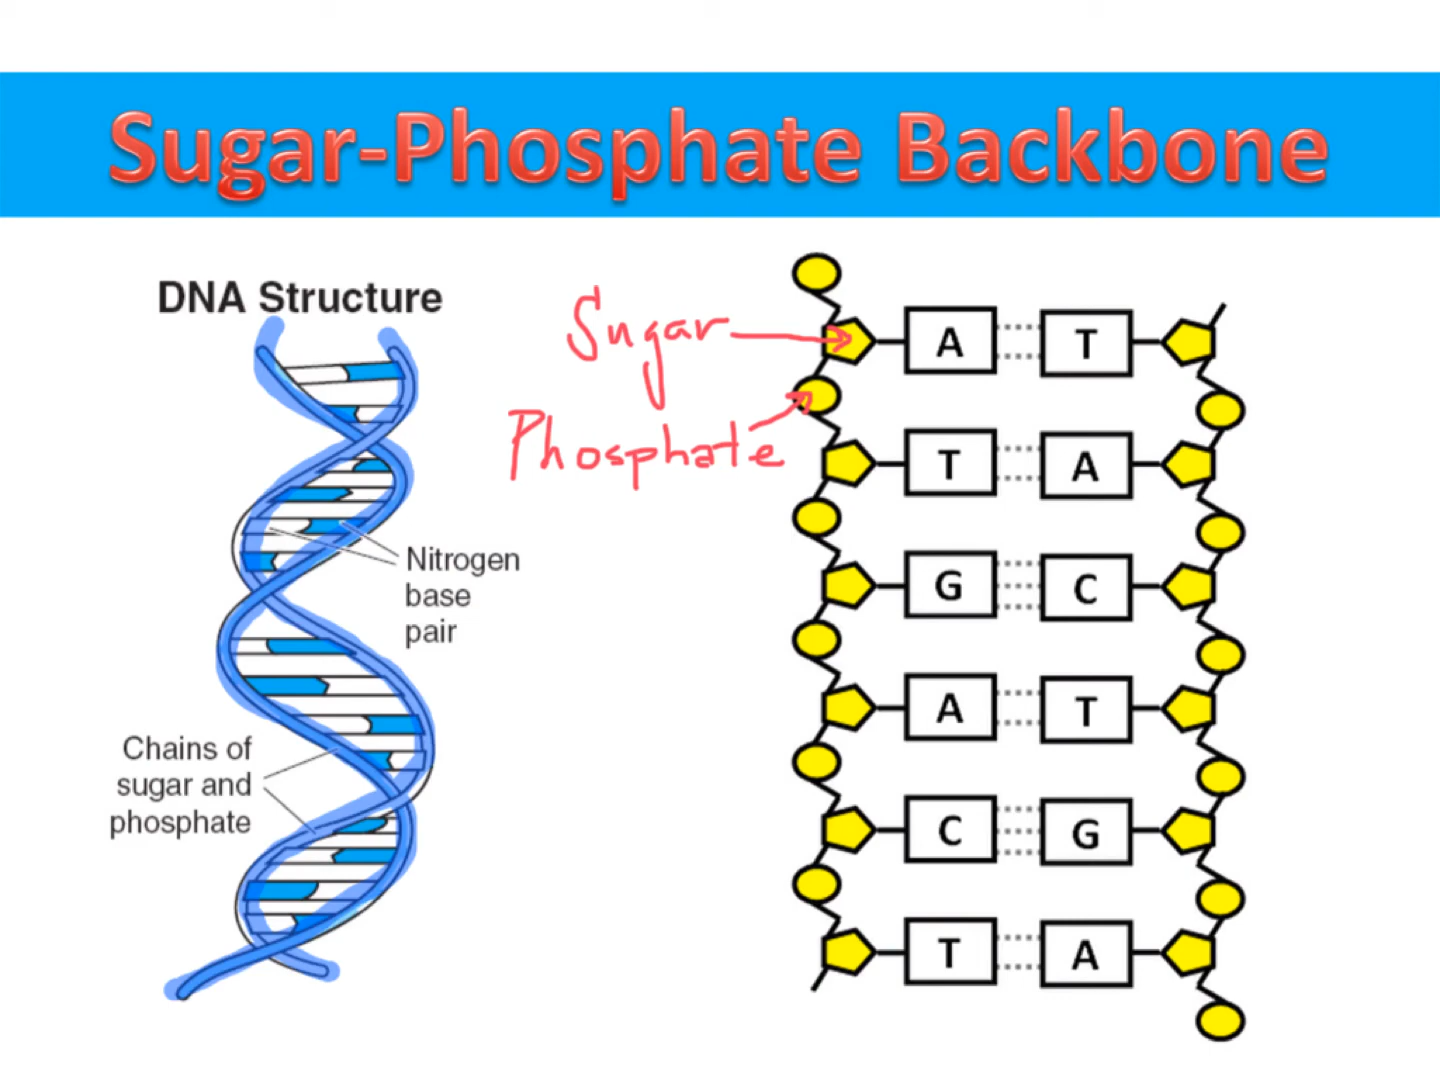 Sugar-Phosphate Backbone
DNA Structure
Nitrogen
base
pair
Chains of
sugar and
phosphate
Sugar
Phosphate
A T
T A
G C
A T
C G
T A